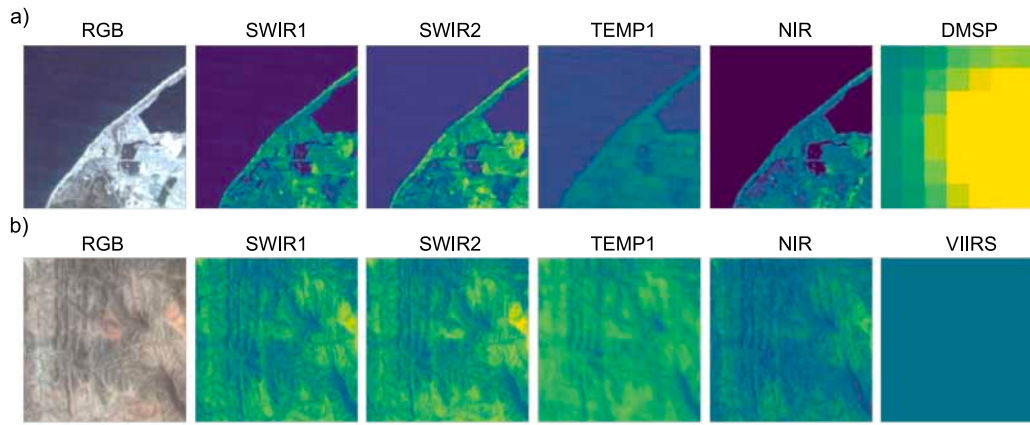 a)
RGB SWIR1 SWIR2 TEMP1 NIR DMSP
b)
RGB SWIR1 SWIR2 TEMP1 NIR VIIRS